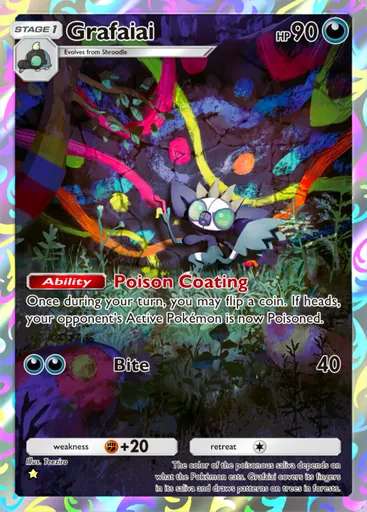 STAGE 1
Grafaiai
HP 90
Evolves from Shroodle
Ability Poison Coating
Once during your turn, you may flip a coin. If heads,
your opponent's Active Pokémon is now Poisoned.
Bite 40
weakness +20 retreat
Illus. Teeziro
The color of the poisonous saliva depends on
what the Pokémon eats. Grafaiai covers its fingers
in its saliva and draws patterns on trees in forests.